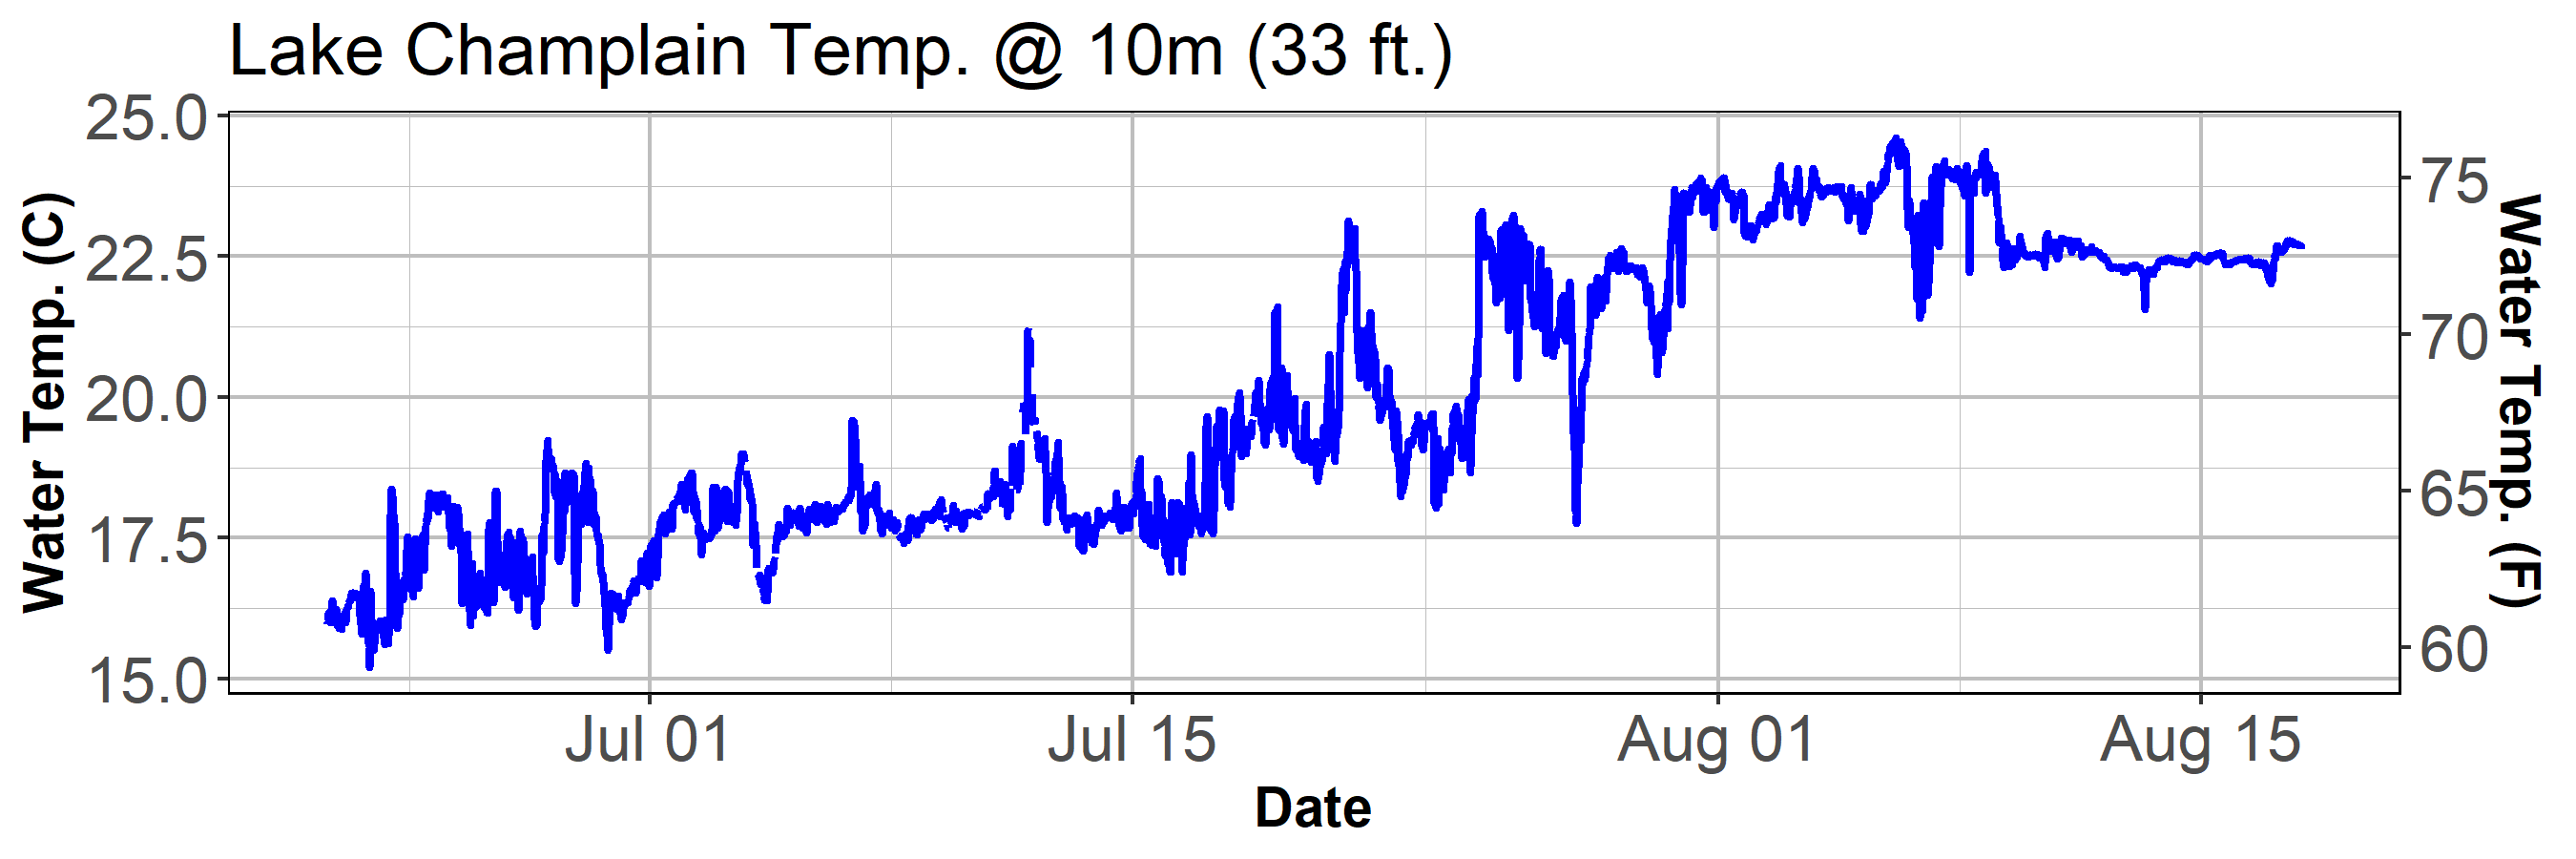 Lake Champlain Temp. @ 10m (33 ft.)
Water Temp. (C)
25.0
22.5
20.0
17.5
15.0
75
70
65
60
Water Temp. (F)
Jul 01
Jul 15
Aug 01
Aug 15
Date